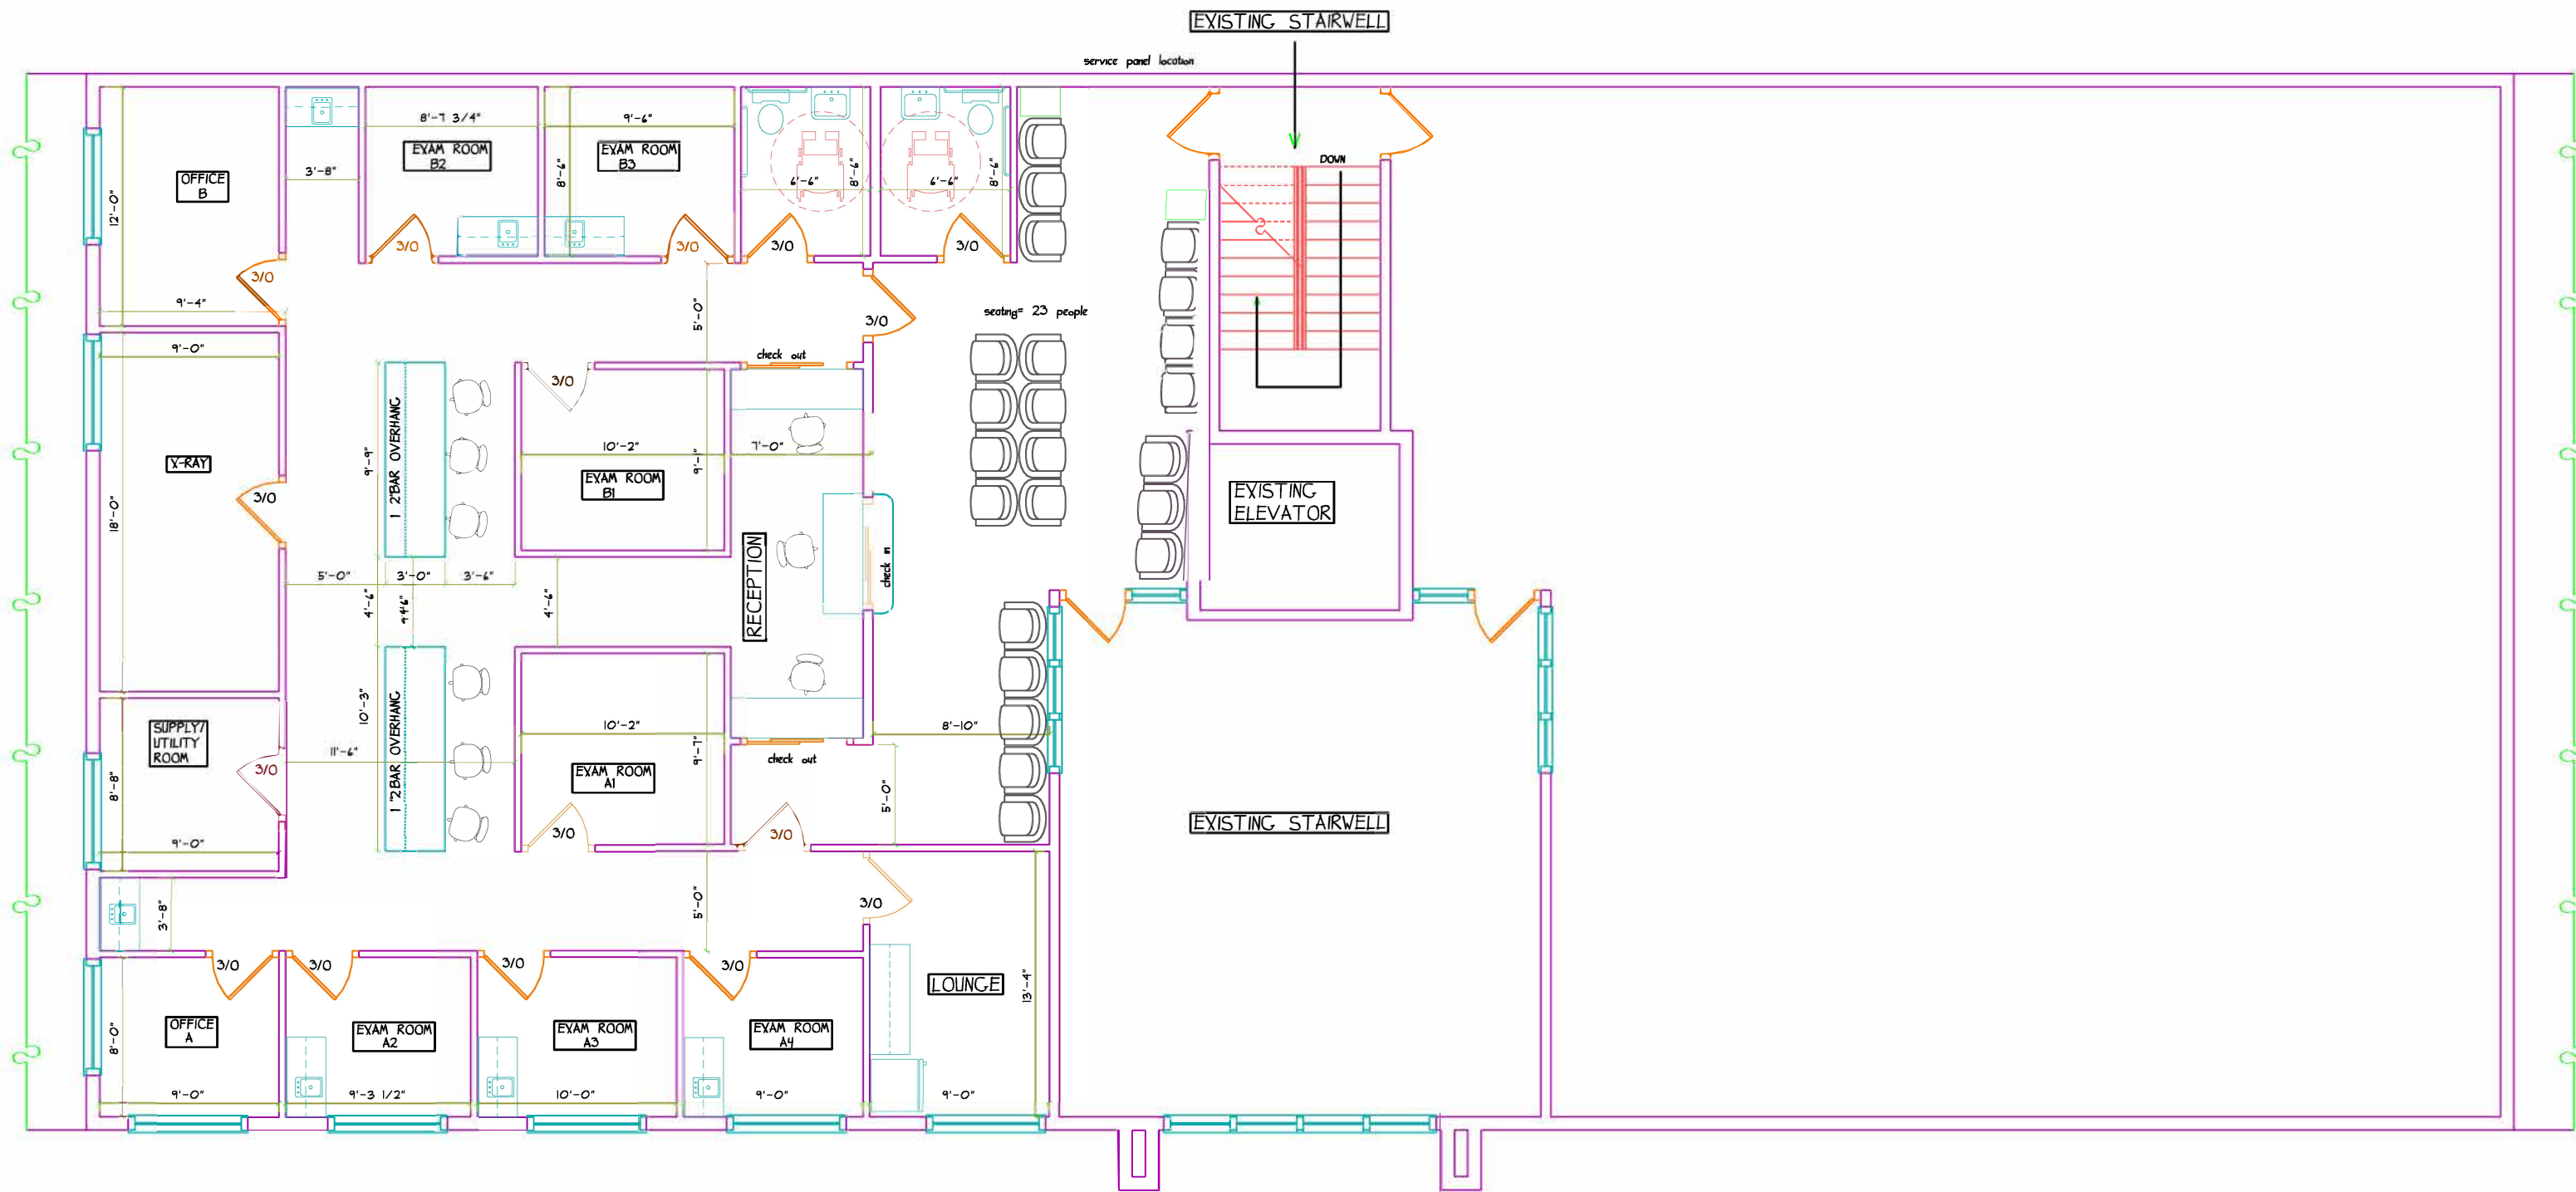 EXISTING STAIRWELL
service panel location
8'-7 3/4"
9'-6"
EXAM ROOM
B2
EXAM ROOM
B3
8'-6"
3'-8"
OFFICE
B
12'-0"
6'-6"
8'-6"
6'-6"
8'-6"
DOWN
3/0
3/0
3/0
3/0
3/0
9'-4"
5'-0"
3/0
seating= 23 people
9'-0"
check out
3/0
1 2"BAR OVERHANG
9'-9"
10'-2"
9'-1"
7'-0"
X-RAY
EXAM ROOM
B1
EXISTING
ELEVATOR
3/0
18'-0"
RECEPTION
check in
5'-0"
3'-0"
3'-6"
4'-6"
4'-6"
SUPPLY/
UTILITY
ROOM
10'-3"
1 "2BAR OVERHANG
10'-2"
9'-7"
8'-10"
11'-6"
check out
3/0
8'-8"
EXAM ROOM
A1
5'-0"
3/0
3/0
EXISTING STAIRWELL
9'-0"
3'-8"
5'-0"
3/0
3/0
3/0
3/0
3/0
LOUNGE
13'-4"
OFFICE
A
EXAM ROOM
A2
EXAM ROOM
A3
EXAM ROOM
A4
8'-0"
9'-0"
9'-3 1/2"
10'-0"
9'-0"
9'-0"